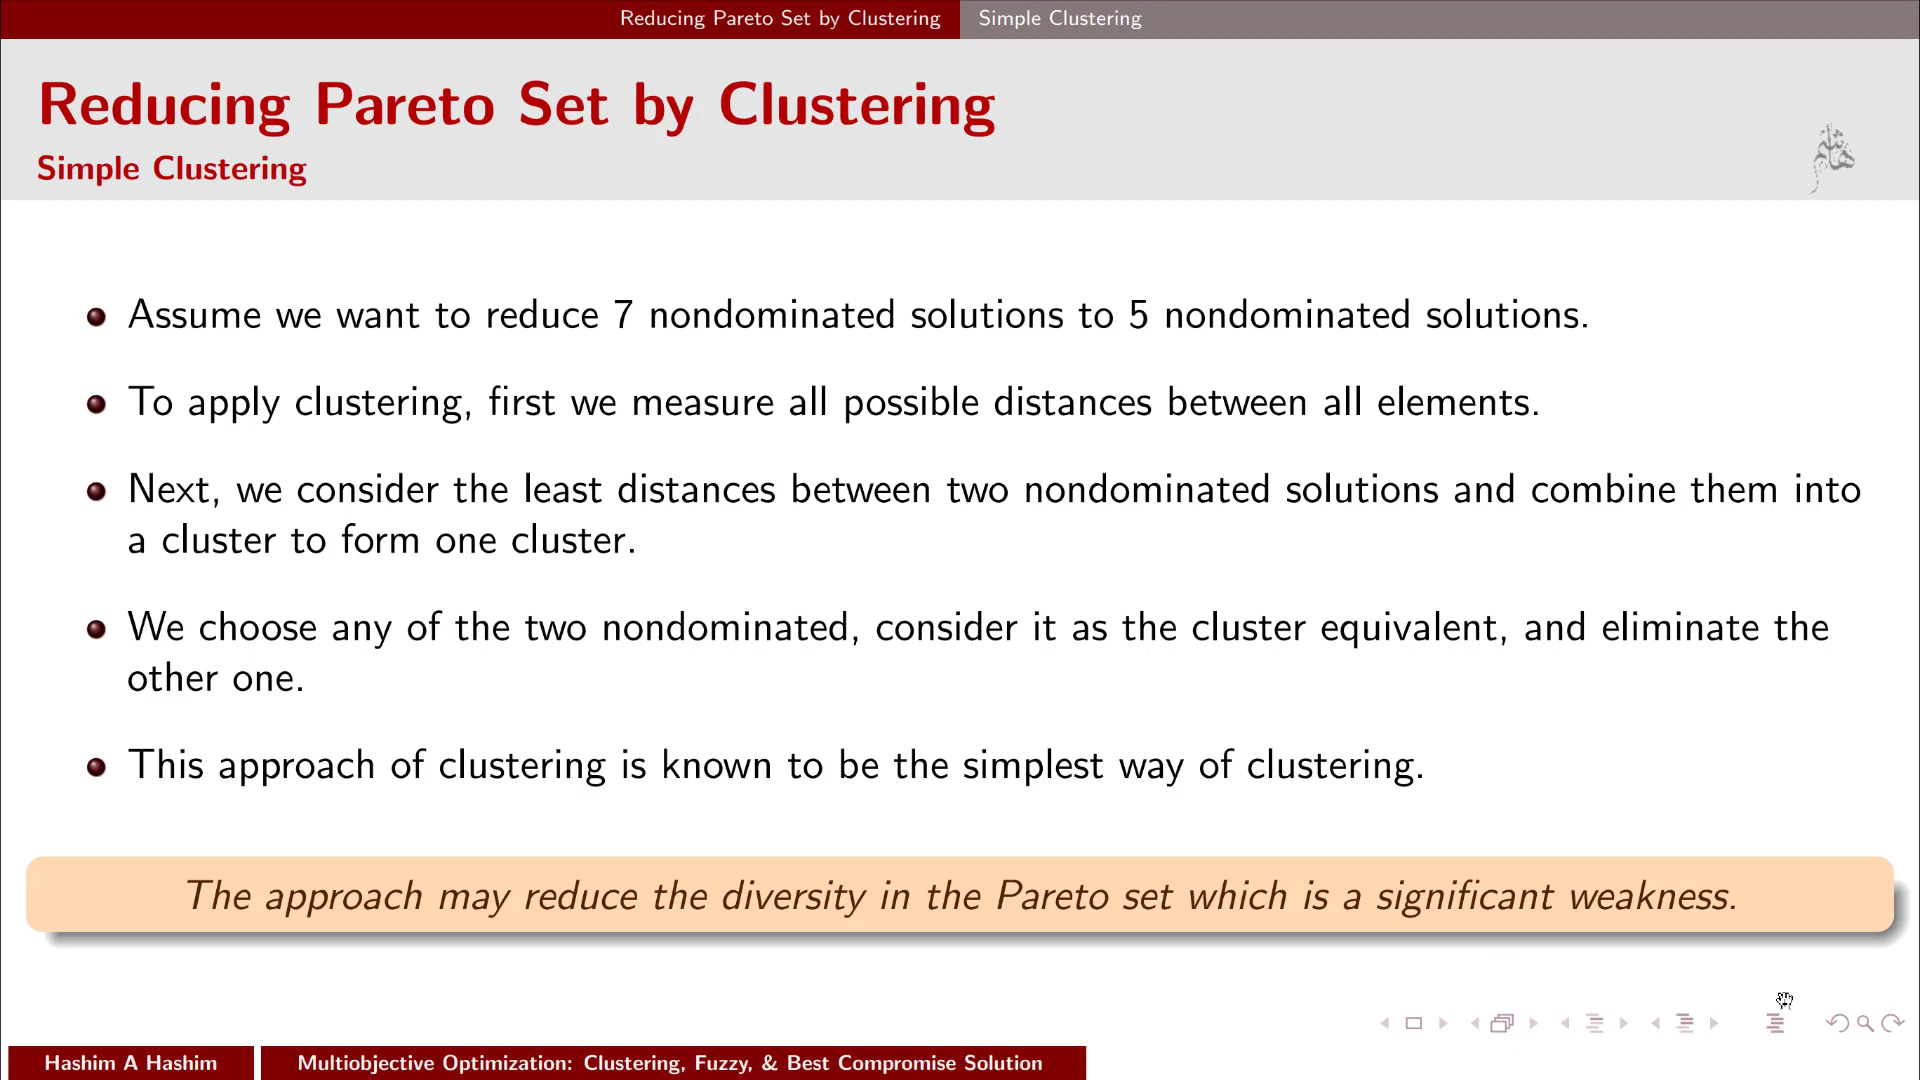 Reducing Pareto Set by Clustering Simple Clustering
Reducing Pareto Set by Clustering
Simple Clustering
هاشم
Assume we want to reduce 7 nondominated solutions to 5 nondominated solutions.
To apply clustering, first we measure all possible distances between all elements.
Next, we consider the least distances between two nondominated solutions and combine them into
a cluster to form one cluster.
We choose any of the two nondominated, consider it as the cluster equivalent, and eliminate the
other one.
This approach of clustering is known to be the simplest way of clustering.
The approach may reduce the diversity in the Pareto set which is a significant weakness.
Hashim A Hashim Multiobjective Optimization: Clustering, Fuzzy, & Best Compromise Solution